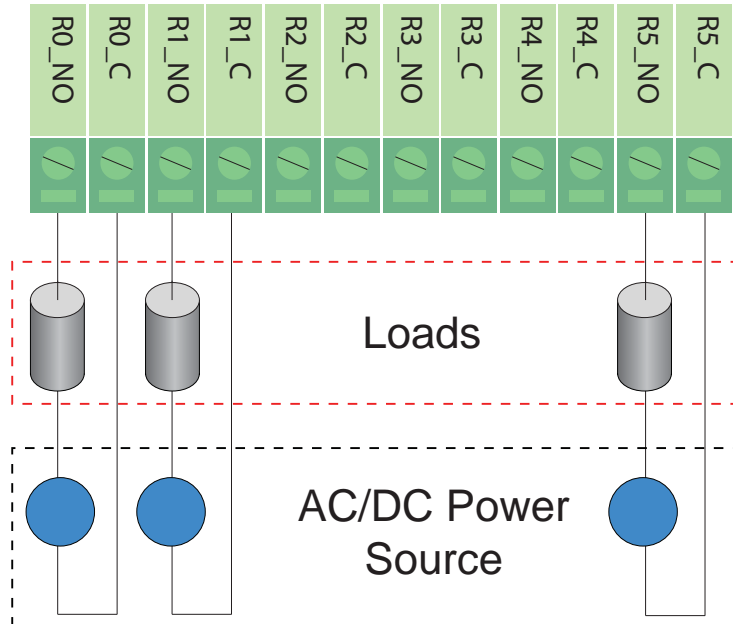 R0_NO
R0_C
R1_NO
R1_C
R2_NO
R2_C
R3_NO
R3_C
R4_NO
R4_C
R5_NO
R5_C
Loads
AC/DC Power
Source